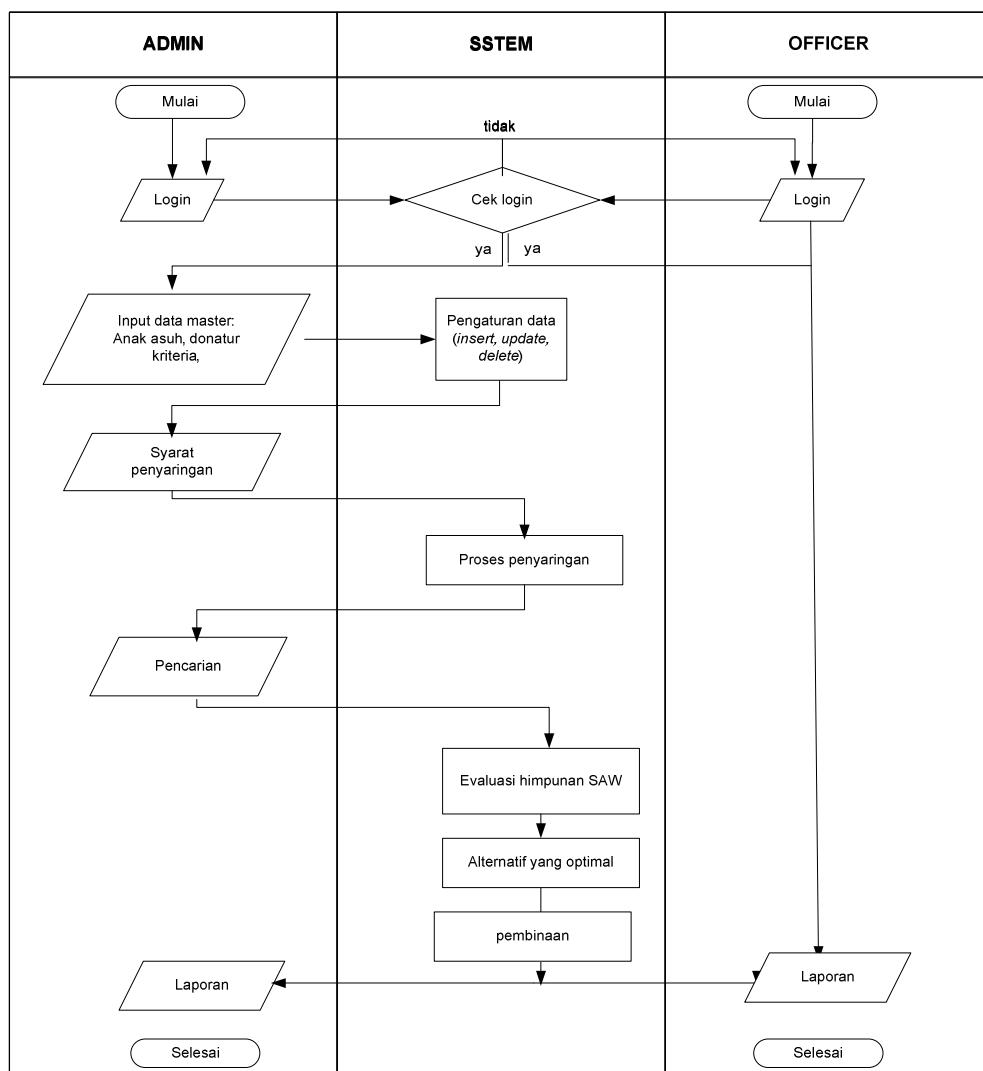 ADMIN
SSTEM
OFFICER
Mulai
Mulai
tidak
Login
Cek login
Login
ya
ya
Input data master:
Anak asuh, donatur
kriteria,
Pengaturan data
(insert, update,
delete)
Syarat
penyaringan
Proses penyaringan
Pencarian
Evaluasi himpunan SAW
Alternatif yang optimal
pembinaan
Laporan
Laporan
Selesai
Selesai